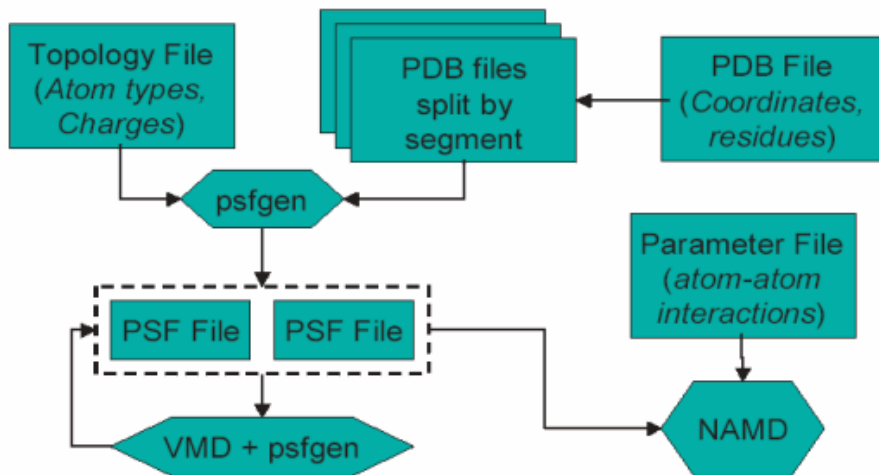 Topology File
(Atom types,
Charges)
PDB files
split by
segment
PDB File
(Coordinates,
residues)
psfgen
Parameter File
(atom-atom
interactions)
PSF File
PSF File
VMD + psfgen
NAMD